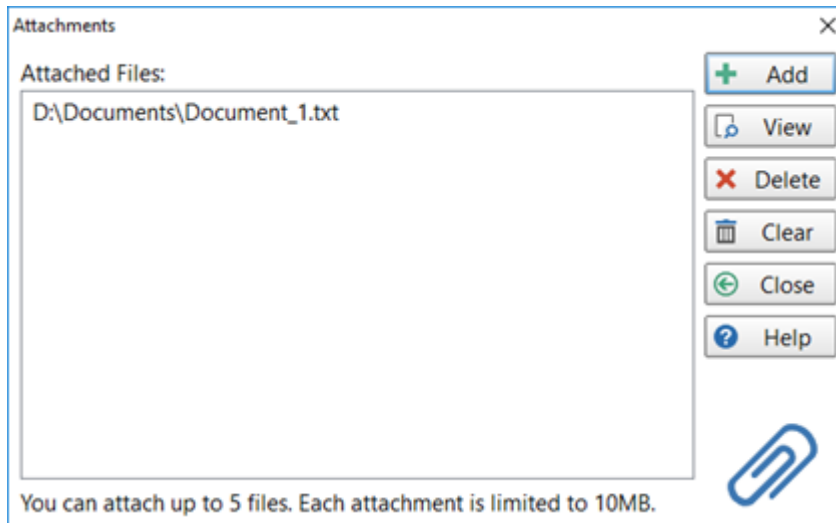 Attachments
Attached Files:
D:\Documents\Document_1.txt
Add
View
Delete
Clear
Close
Help
You can attach up to 5 files. Each attachment is limited to 10MB.